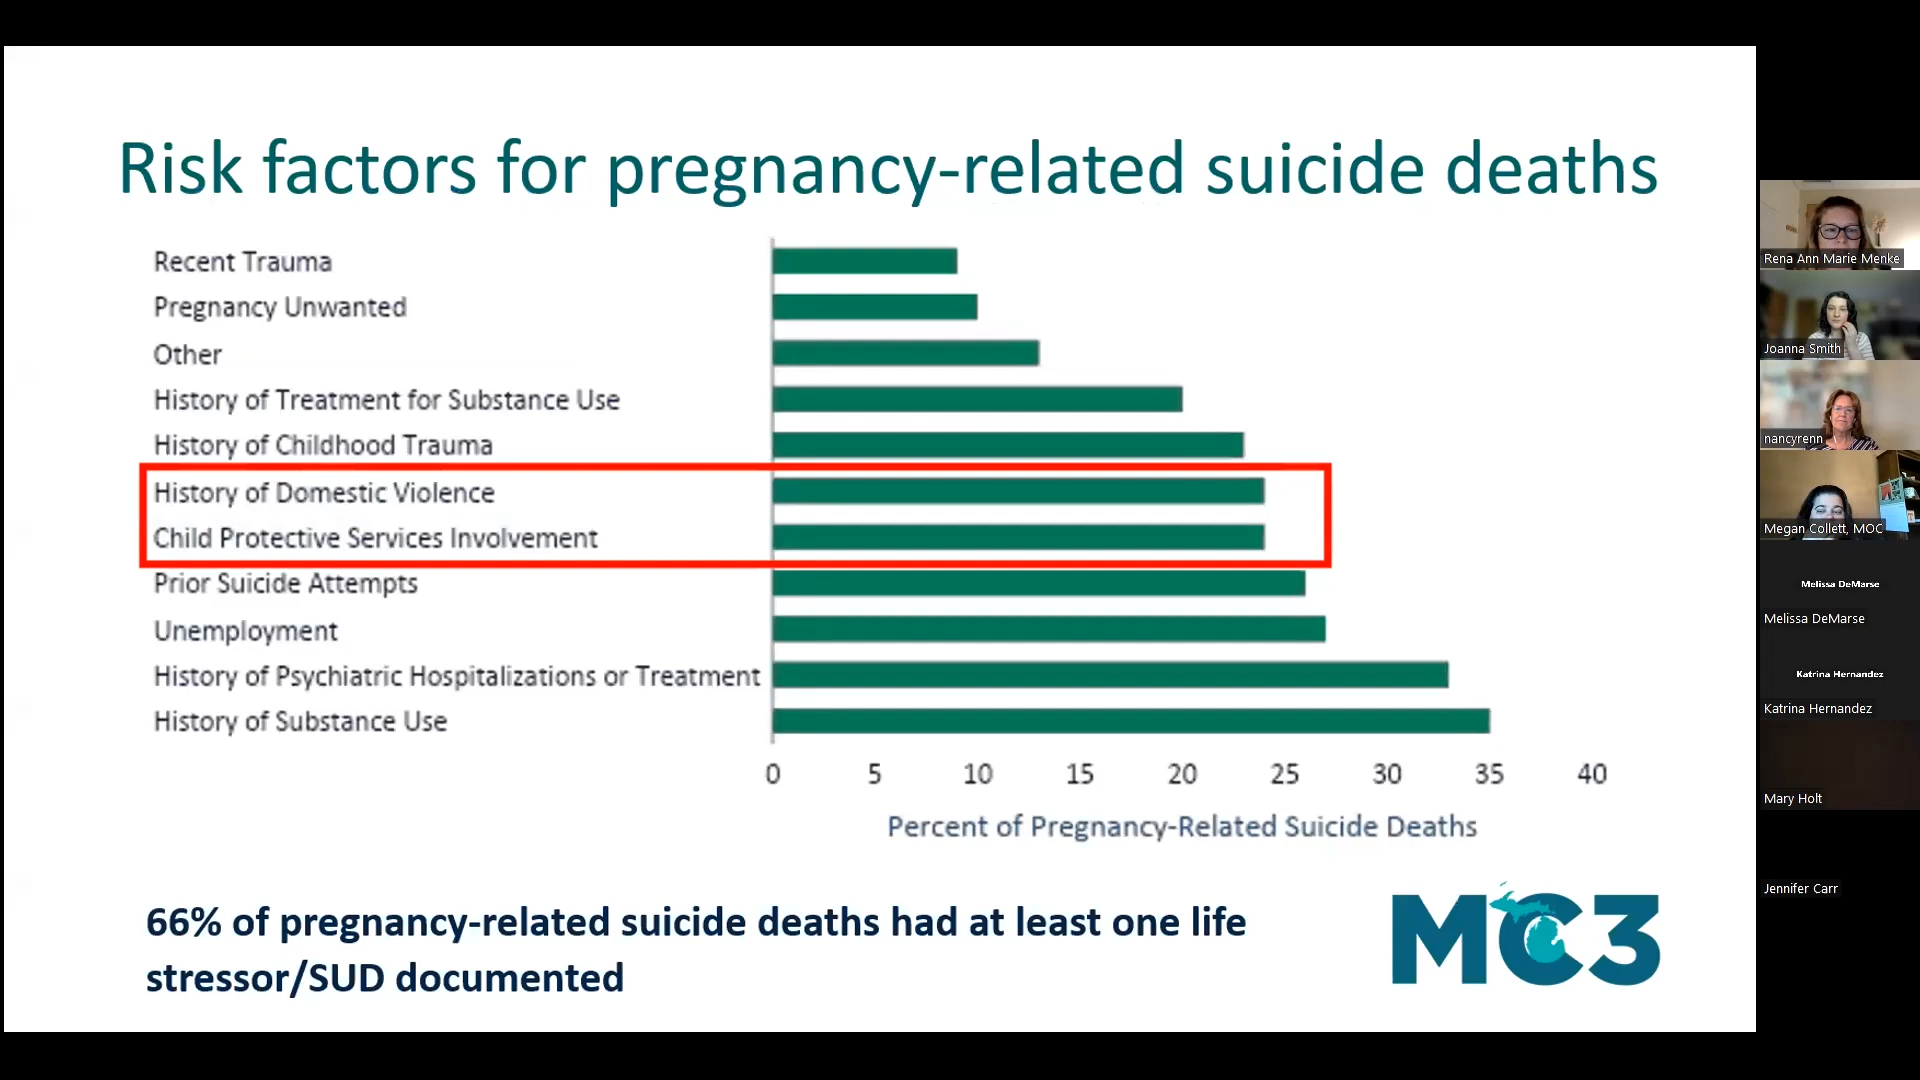 Risk factors for pregnancy-related suicide deaths
Recent Trauma
Pregnancy Unwanted
Other
History of Treatment for Substance Use
History of Childhood Trauma
History of Domestic Violence
Child Protective Services Involvement
Prior Suicide Attempts
Unemployment
History of Psychiatric Hospitalizations or Treatment
History of Substance Use
0 5 10 15 20 25 30 35 40
Percent of Pregnancy-Related Suicide Deaths
66% of pregnancy-related suicide deaths had at least one life
stressor/SUD documented
MC3
Rena Ann Marie Menke
Joanna Smith
nancyrenn
Megan Collett, MOC
Melissa DeMarse
Melissa DeMarse
Katrina Hernandez
Katrina Hernandez
Mary Holt
Jennifer Carr